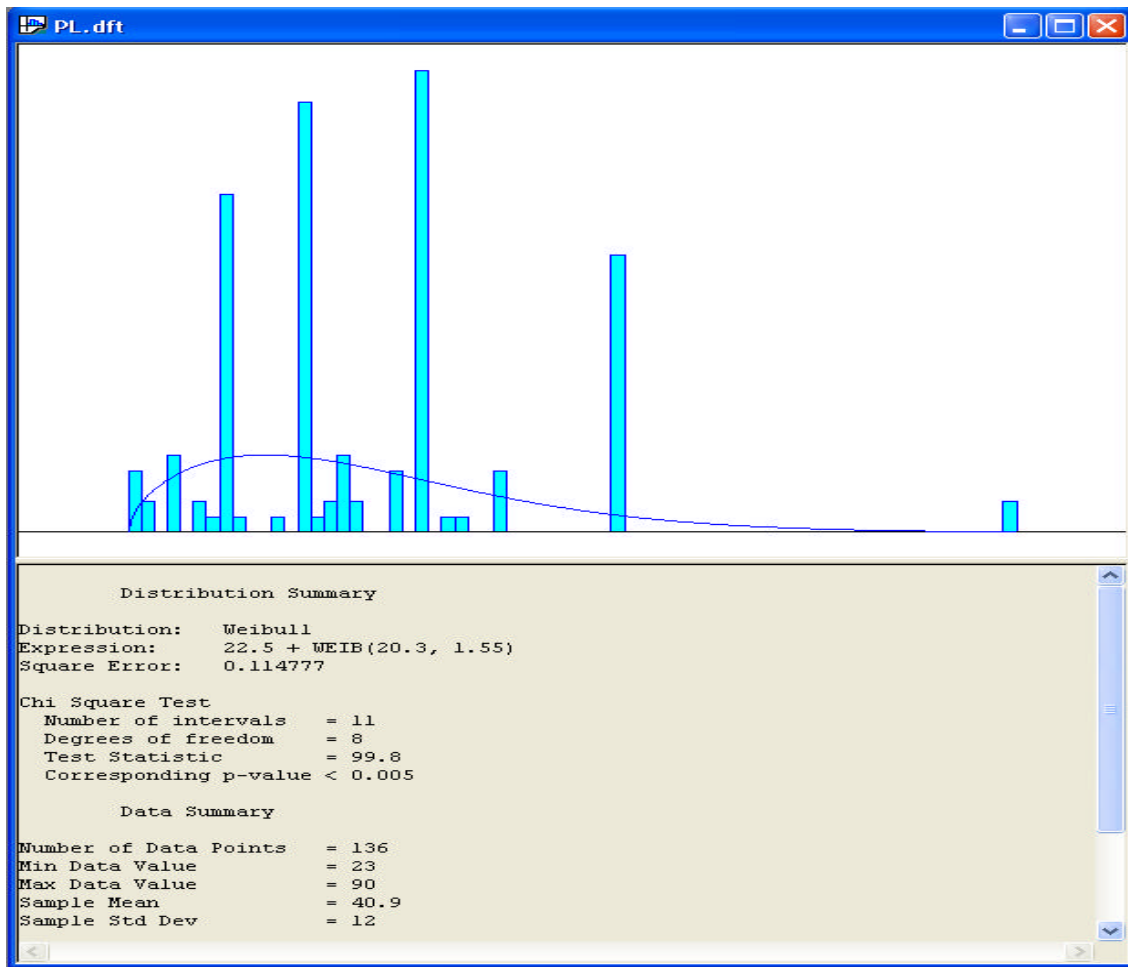 PL.dft
Distribution Summary
Distribution: Weibull
Expression: 22.5 + WEIB(20.3, 1.55)
Square Error: 0.114777
Chi Square Test
Number of intervals = 11
Degrees of freedom = 8
Test Statistic = 99.8
Corresponding p-value < 0.005
Data Summary
Number of Data Points = 136
Min Data Value = 23
Max Data Value = 90
Sample Mean = 40.9
Sample Std Dev = 12